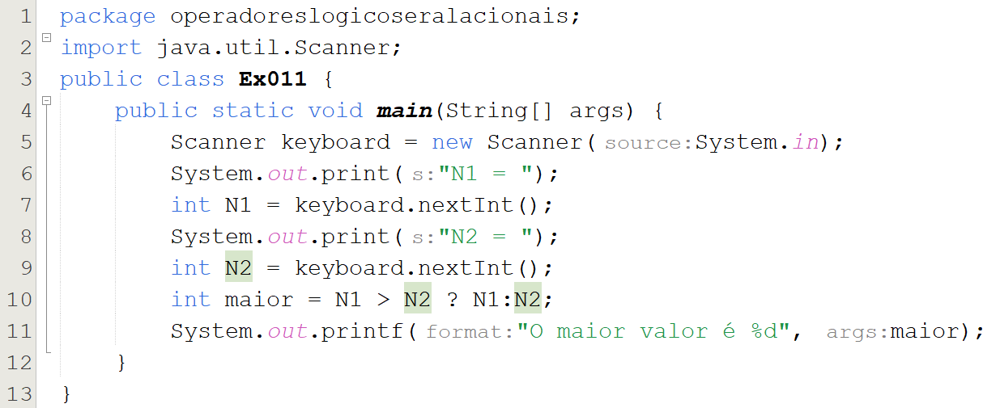 1 package operadoreslogicoseralacionais;
2 import java.util.Scanner;
3 public class Ex011 {
4 public static void main(String[] args) {
5 Scanner keyboard = new Scanner( source:System.in);
6 System.out.print( s:"N1 = ");
7 int N1 = keyboard.nextInt();
8 System.out.print( s:"N2 = ");
9 int N2 = keyboard.nextInt();
10 int maior = N1 > N2 ? N1:N2;
11 System.out.printf( format:"O maior valor é %d", args:maior);
12 }
13 }